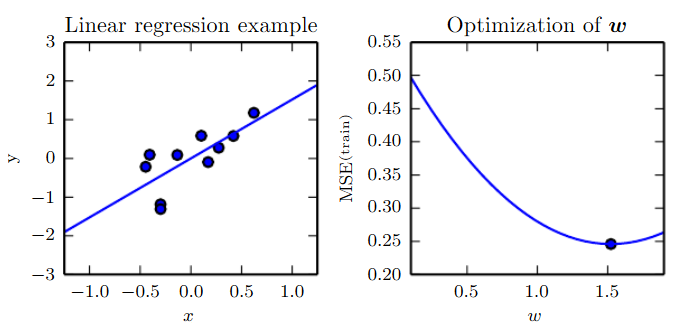 Linear regression example
3
2
1
0
−1
−2
−3
y
−1.0 −0.5 0.0 0.5 1.0
x
Optimization of w
0.55
0.50
0.45
0.40
0.35
0.30
0.25
0.20
MSE(train)
0.5 1.0 1.5
w